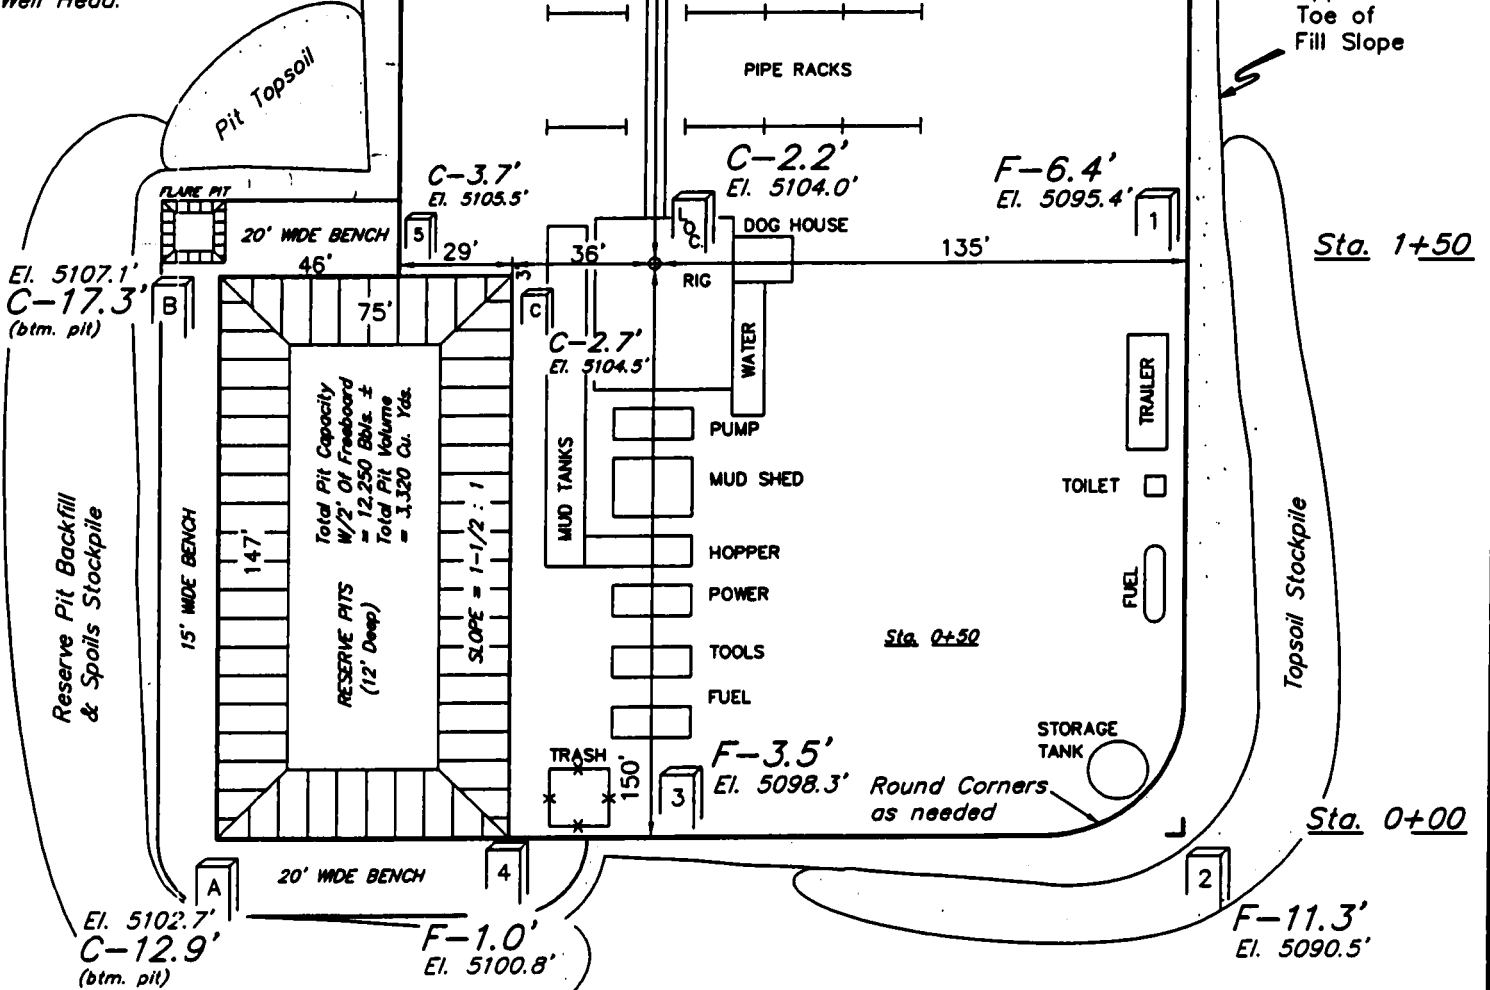 Well Head.
Toe of
Fill Slope
Pit Topsoil
PIPE RACKS
C-3.7'
El. 5105.5'
C-2.2'
El. 5104.0'
F-6.4'
El. 5095.4'
FLARE PIT
20' WIDE BENCH
5
LOC.
DOG HOUSE
1
Sta. 1+50
El. 5107.1'
C-17.3'
(btm. pit)
B
46'
29'
3'
36'
RIG
135'
75'
C
C-2.7'
El. 5104.5'
WATER
TRAILER
Total Pit Capacity
W/2' Of Freeboard
= 12,250 Bbls. ±
Total Pit Volume
= 3,320 Cu. Yds.
RESERVE PITS
(12' Deep)
SLOPE = 1-1/2 : 1
147'
15' WIDE BENCH
Reserve Pit Backfill
& Spoils Stockpile
MUD TANKS
PUMP
MUD SHED
HOPPER
POWER
TOOLS
FUEL
TOILET
FUEL
Sta. 0+50
Topsoil Stockpile
STORAGE
TANK
TRASH
150'
3
F-3.5'
El. 5098.3'
Round Corners
as needed
Sta. 0+00
A
20' WIDE BENCH
4
2
El. 5102.7'
C-12.9'
(btm. pit)
F-1.0'
El. 5100.8'
F-11.3'
El. 5090.5'